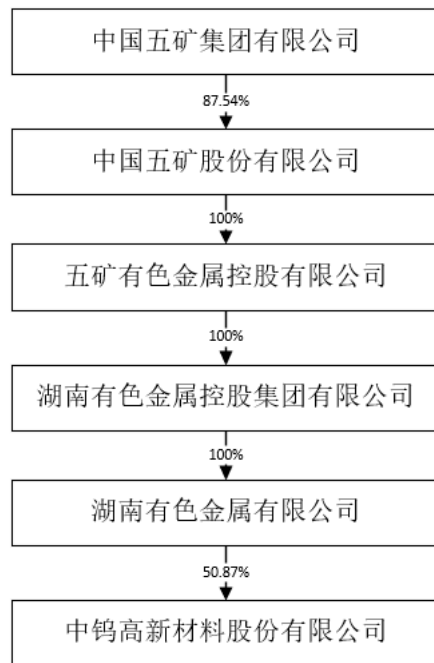 中国五矿集团有限公司
87.54%
中国五矿股份有限公司
100%
五矿有色金属控股有限公司
100%
湖南有色金属控股集团有限公司
100%
湖南有色金属有限公司
50.87%
中钨高新材料股份有限公司